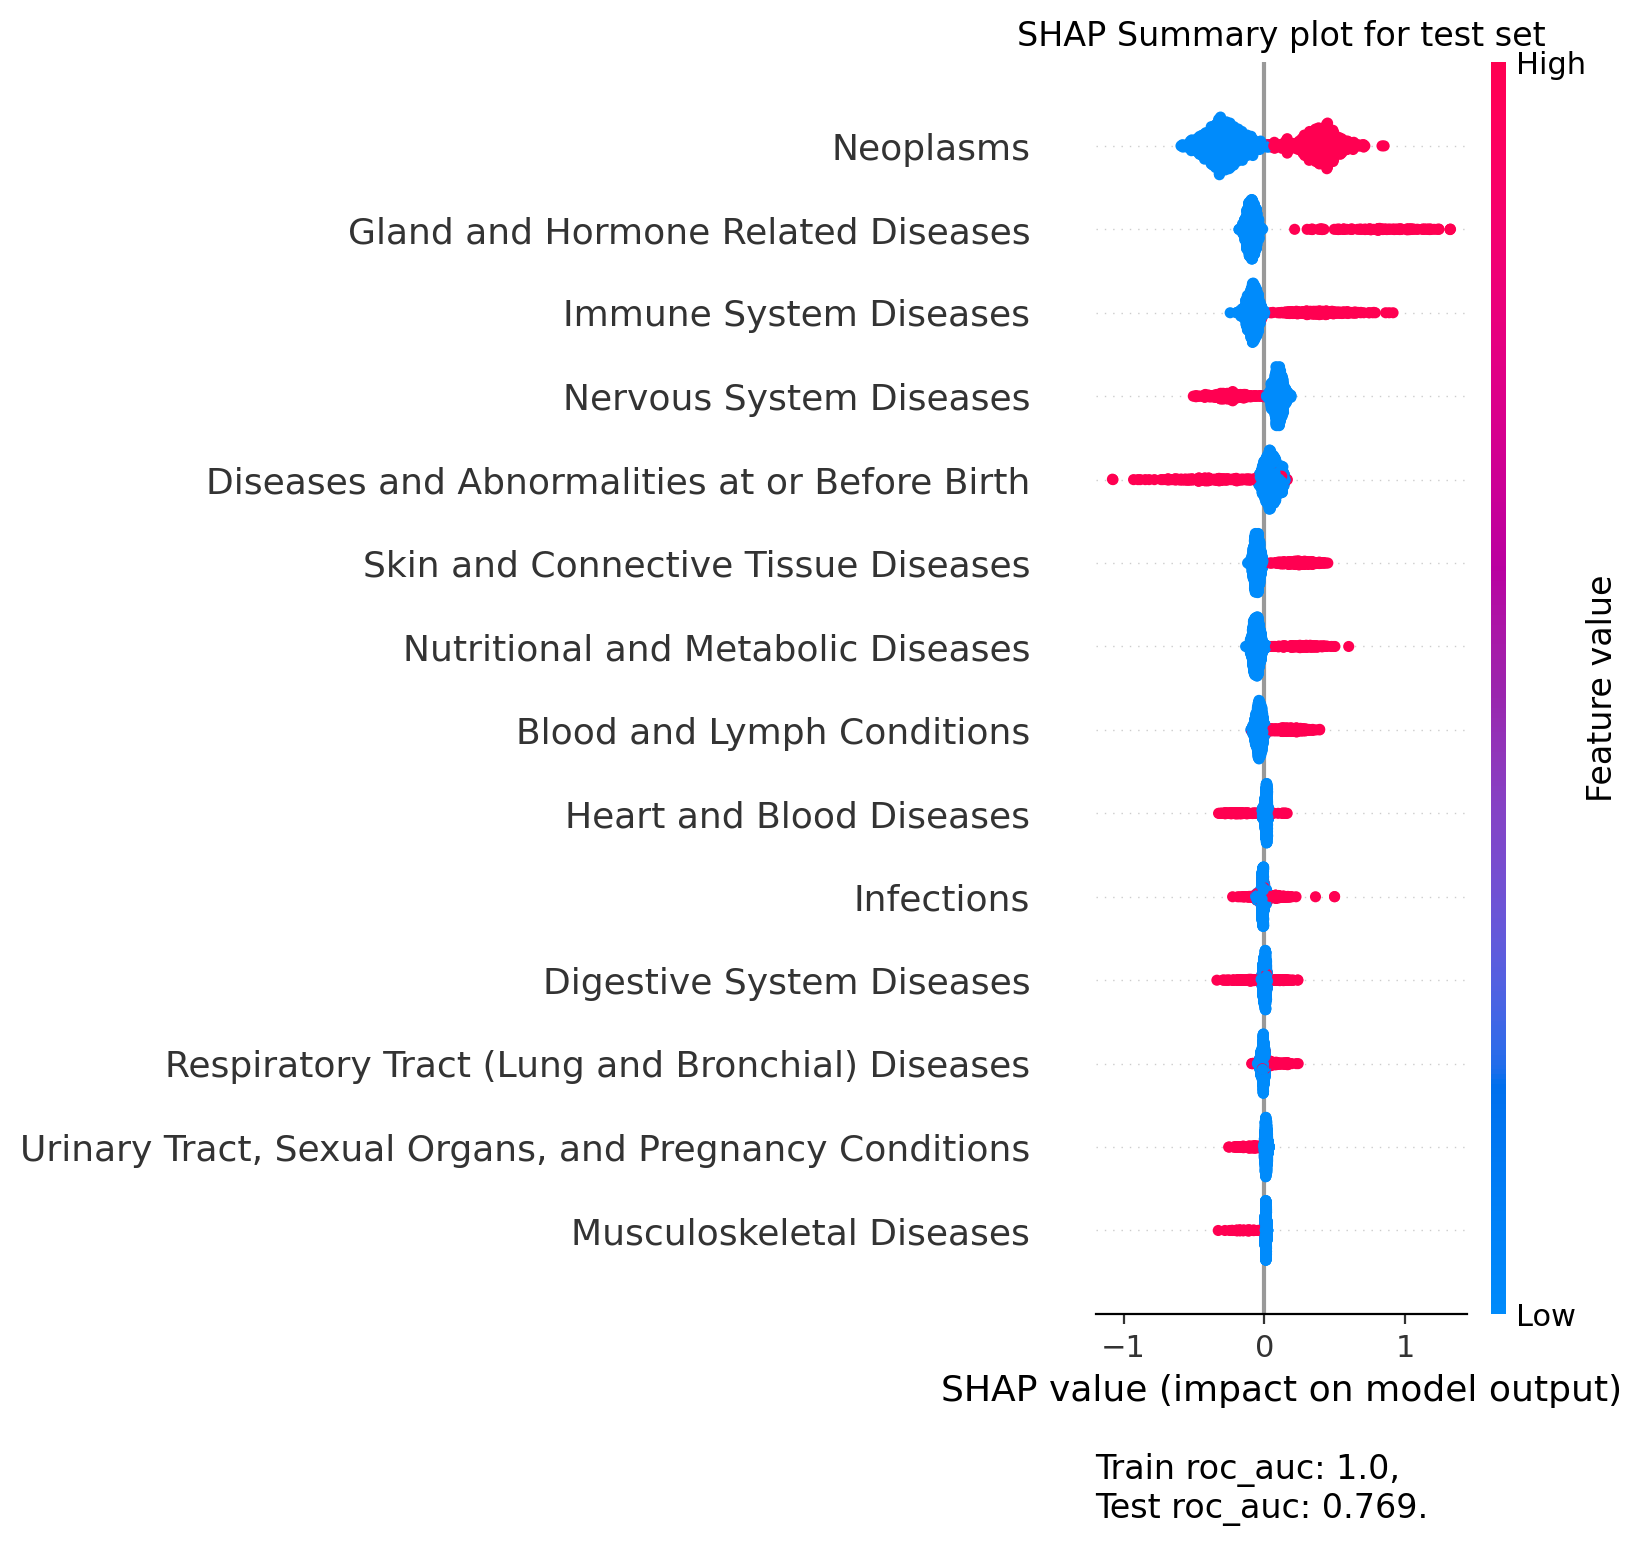 SHAP Summary plot for test set
High
Neoplasms
Gland and Hormone Related Diseases
Immune System Diseases
Nervous System Diseases
Diseases and Abnormalities at or Before Birth
Skin and Connective Tissue Diseases
Nutritional and Metabolic Diseases
Blood and Lymph Conditions
Heart and Blood Diseases
Infections
Digestive System Diseases
Respiratory Tract (Lung and Bronchial) Diseases
Urinary Tract, Sexual Organs, and Pregnancy Conditions
Musculoskeletal Diseases
Feature value
Low
−1 0 1
SHAP value (impact on model output)
Train roc_auc: 1.0,
Test roc_auc: 0.769.